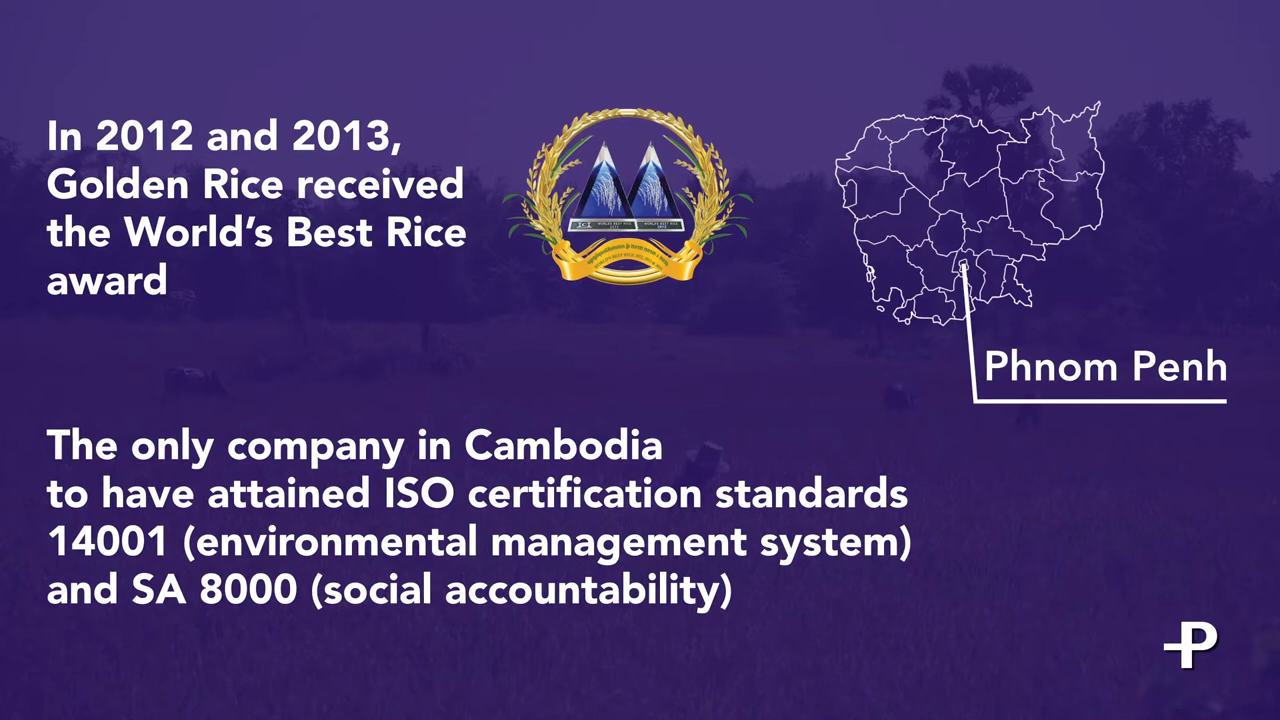 In 2012 and 2013,
Golden Rice received
the World's Best Rice
award
Phnom Penh
The only company in Cambodia
to have attained ISO certification standards
14001 (environmental management system)
and SA 8000 (social accountability)
P